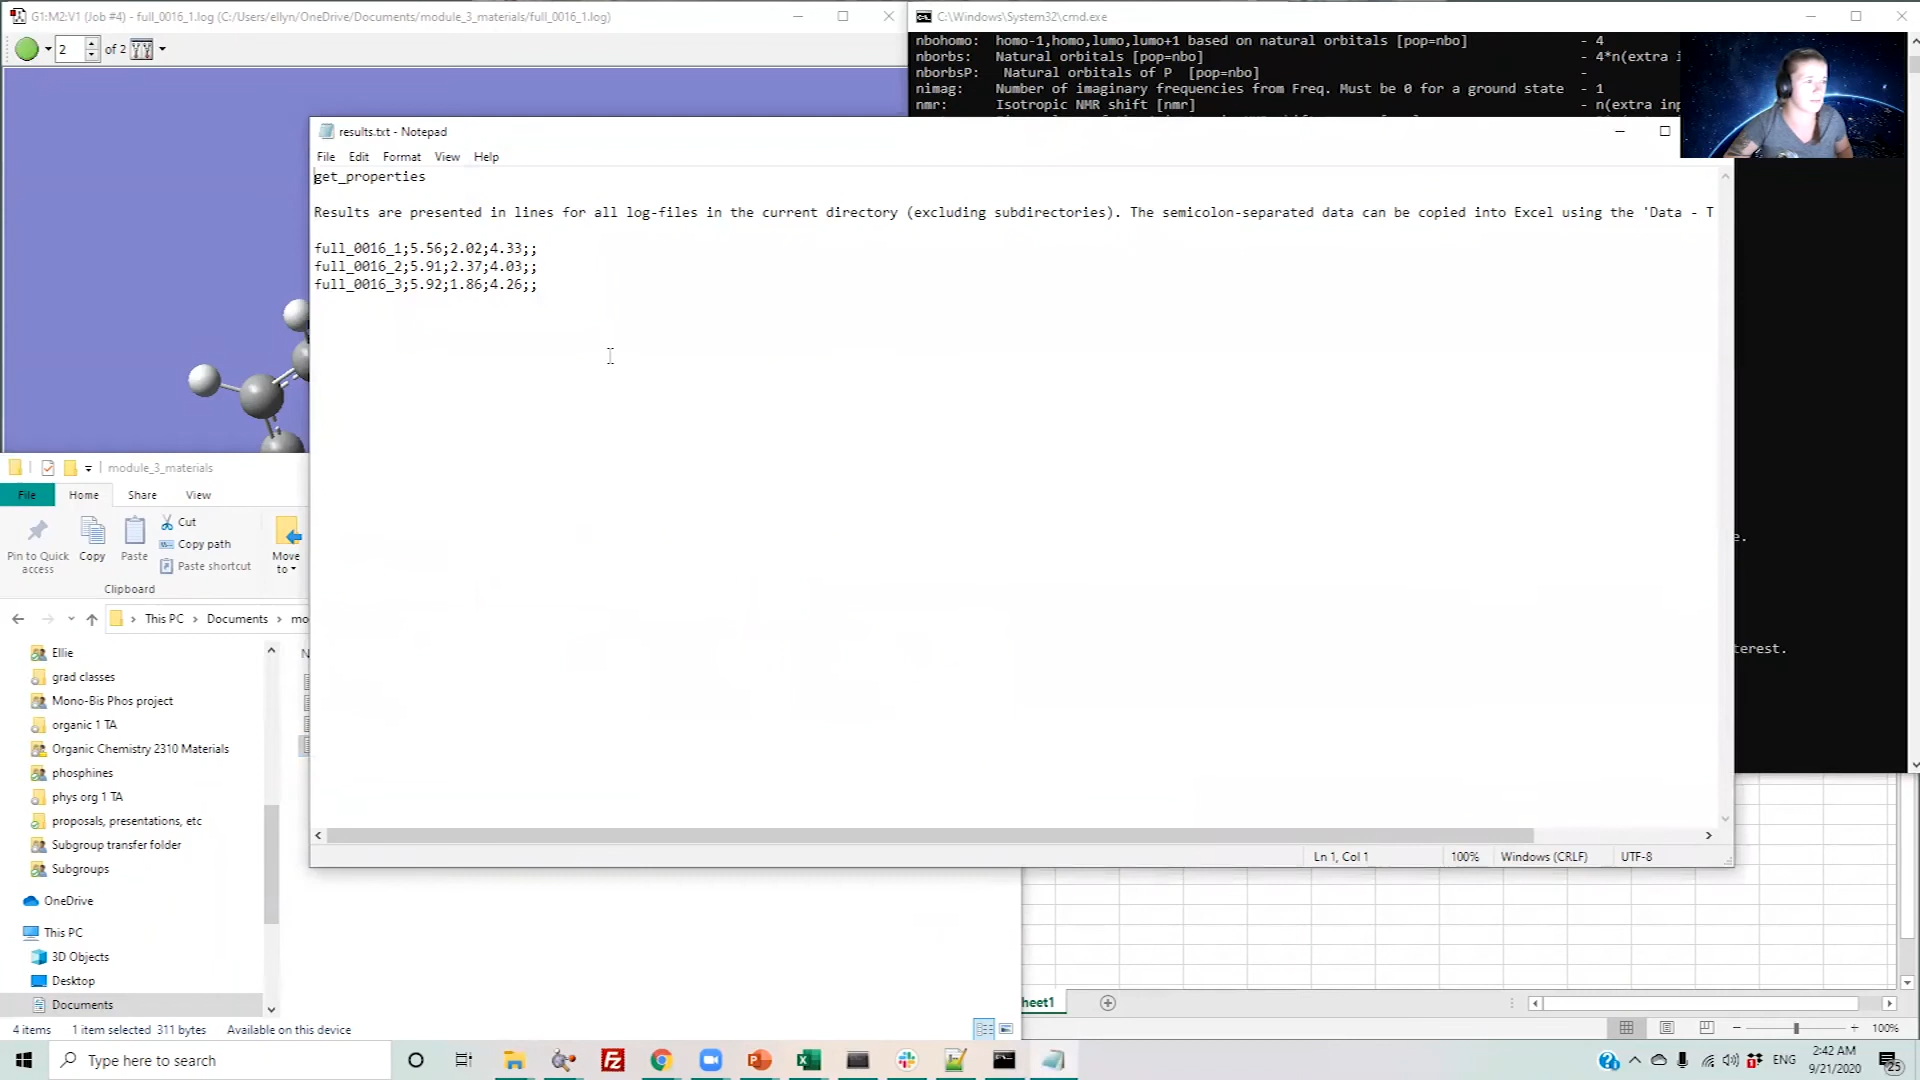 G1:M2:V1 (Job #4) - full_0016_1.log (C:/Users/ellyn/OneDrive/Documents/module_3_materials/full_0016_1.log)
2 of 2
C:\Windows\System32\cmd.exe
nbohomo: homo-1,homo,lumo,lumo+1 based on natural orbitals [pop=nbo] - 4
nborbs: Natural orbitals [pop=nbo] - 4*n(extra i
nborbsP: Natural orbitals of P [pop=nbo] -
nimag: Number of imaginary frequencies from Freq. Must be 0 for a ground state - 1
nmr: Isotropic NMR shift [nmr] - n(extra inp
results.txt - Notepad
File Edit Format View Help
get_properties
Results are presented in lines for all log-files in the current directory (excluding subdirectories). The semicolon-separated data can be copied into Excel using the 'Data - T
full_0016_1;5.56;2.02;4.33;;
full_0016_2;5.91;2.37;4.03;;
full_0016_3;5.92;1.86;4.26;;
Ln 1, Col 1 100% Windows (CRLF) UTF-8
e.
terest.
module_3_materials
File Home Share View
Pin to Quick access
Copy
Paste
Cut
Copy path
Paste shortcut
Move to
Clipboard
This PC > Documents > mo
Ellie
grad classes
Mono-Bis Phos project
organic 1 TA
Organic Chemistry 2310 Materials
phosphines
phys org 1 TA
proposals, presentations, etc
Subgroup transfer folder
Subgroups
OneDrive
This PC
3D Objects
Desktop
Documents
4 items 1 item selected 311 bytes Available on this device
heet1
100%
Type here to search
ENG
2:42 AM
9/21/2020
25